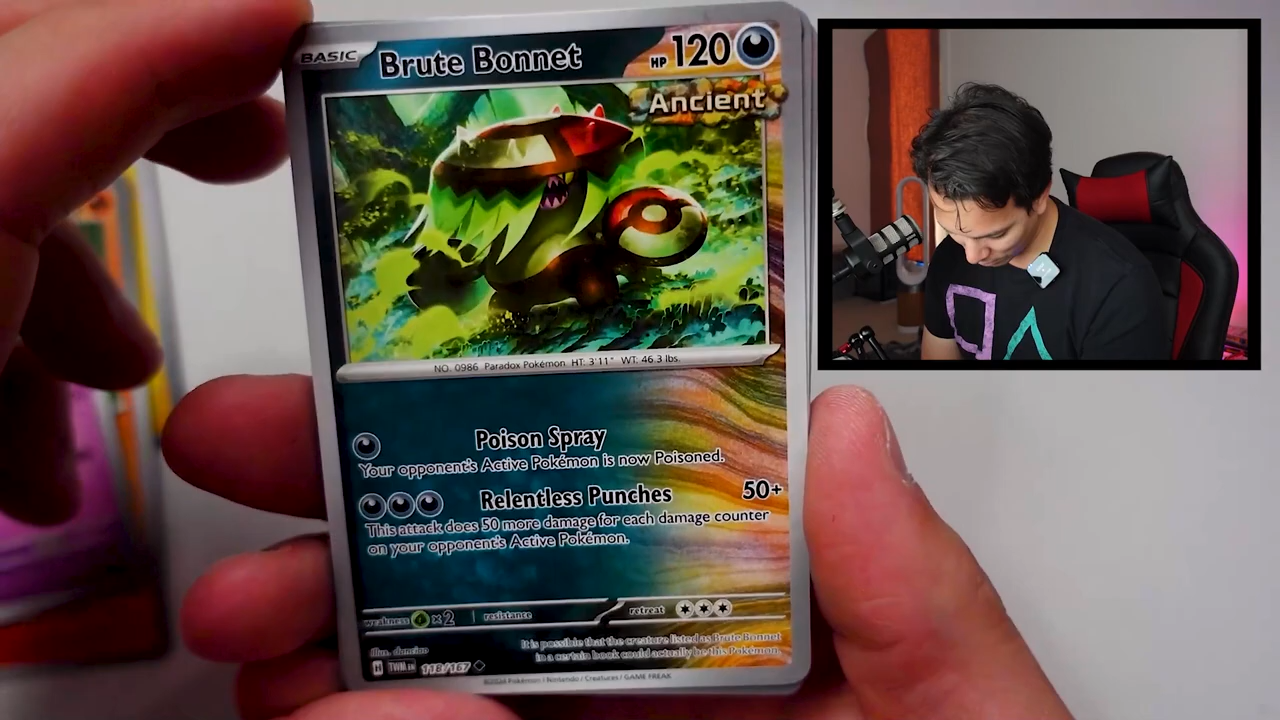 BASIC
Brute Bonnet
HP 120
Ancient
NO. 0986 Paradox Pokémon HT: 3'11" WT: 46.3 lbs.
Poison Spray
Your opponent's Active Pokémon is now Poisoned.
Relentless Punches 50+
This attack does 50 more damage for each damage counter
on your opponent's Active Pokémon.
weakness ×2 resistance retreat
It is possible that the creature listed as Brute Bonnet
in a certain book could actually be this Pokémon.
illus. danciao
H TWM EN 118/167
©2024 Pokémon / Nintendo / Creatures / GAME FREAK